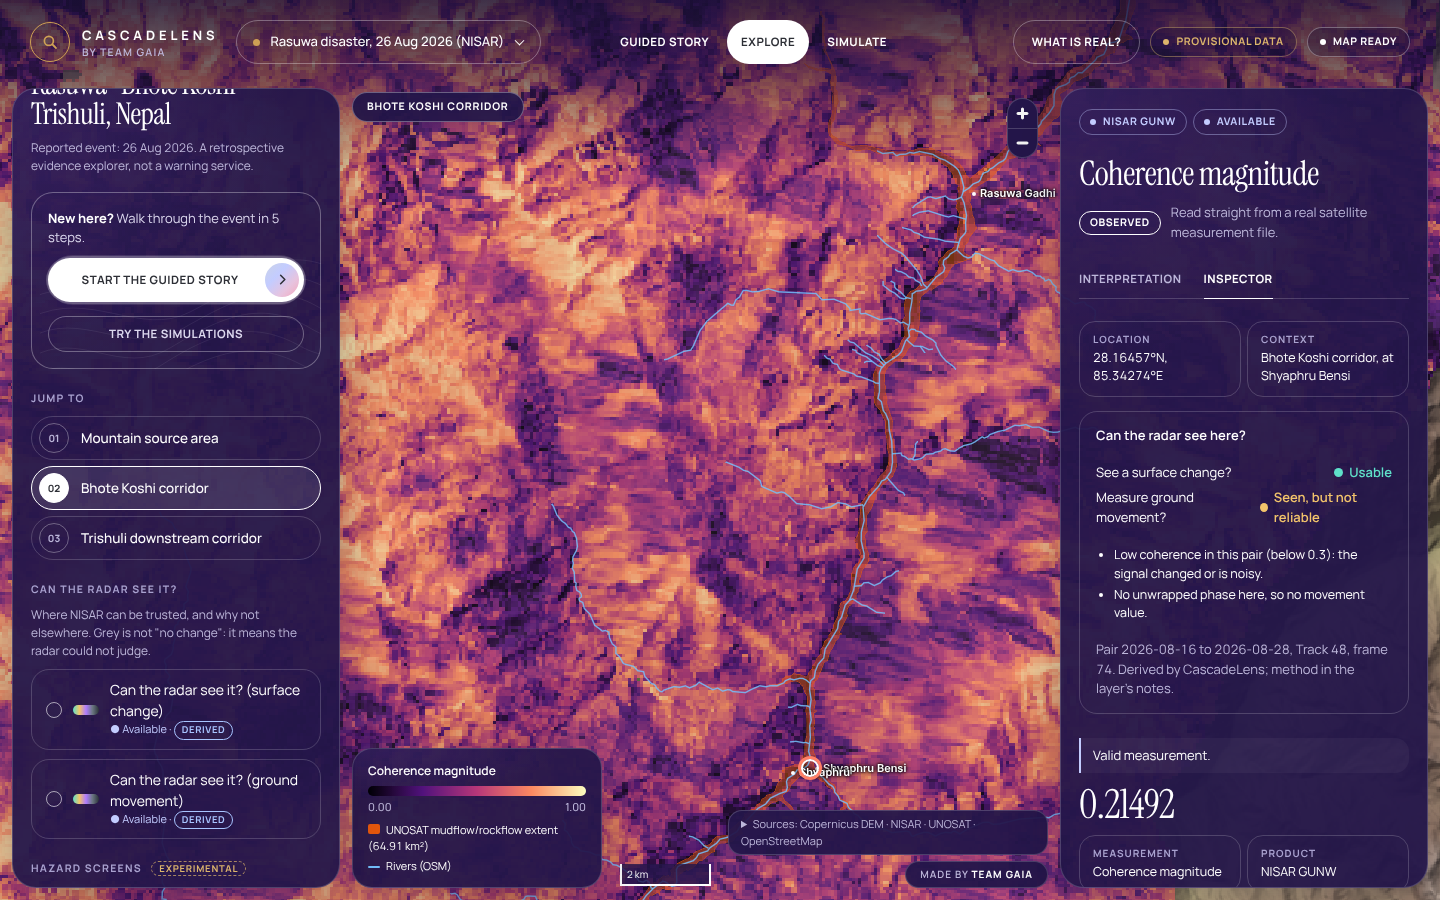 CASCADELENS
BY TEAM GAIA
Rasuwa disaster, 26 Aug 2026 (NISAR)
GUIDED STORY
EXPLORE
SIMULATE
WHAT IS REAL?
PROVISIONAL DATA
MAP READY
Rasuwa Bhote Koshi
Trishuli, Nepal
Reported event: 26 Aug 2026. A retrospective
evidence explorer, not a warning service.
New here? Walk through the event in 5
steps.
START THE GUIDED STORY
TRY THE SIMULATIONS
JUMP TO
01 Mountain source area
02 Bhote Koshi corridor
03 Trishuli downstream corridor
CAN THE RADAR SEE IT?
Where NISAR can be trusted, and why not
elsewhere. Grey is not "no change": it means the
radar could not judge.
Can the radar see it? (surface
change)
Available · DERIVED
Can the radar see it? (ground
movement)
Available · DERIVED
HAZARD SCREENS EXPERIMENTAL
BHOTE KOSHI CORRIDOR
+
−
Rasuwa Gadhi
Shyaphru Bensi
Shyaphru
Coherence magnitude
0.00 1.00
UNOSAT mudflow/rockflow extent
(64.91 km²)
Rivers (OSM)
2 km
Sources: Copernicus DEM · NISAR · UNOSAT ·
OpenStreetMap
MADE BY TEAM GAIA
NISAR GUNW
AVAILABLE
Coherence magnitude
OBSERVED
Read straight from a real satellite
measurement file.
INTERPRETATION
INSPECTOR
LOCATION
28.16457°N,
85.34274°E
CONTEXT
Bhote Koshi corridor, at
Shyaphru Bensi
Can the radar see here?
See a surface change? Usable
Measure ground
movement?
Seen, but not
reliable
• Low coherence in this pair (below 0.3): the
signal changed or is noisy.
• No unwrapped phase here, so no movement
value.
Pair 2026-08-16 to 2026-08-28, Track 48, frame
74. Derived by CascadeLens; method in the
layer's notes.
Valid measurement.
0.21492
MEASUREMENT
Coherence magnitude
PRODUCT
NISAR GUNW